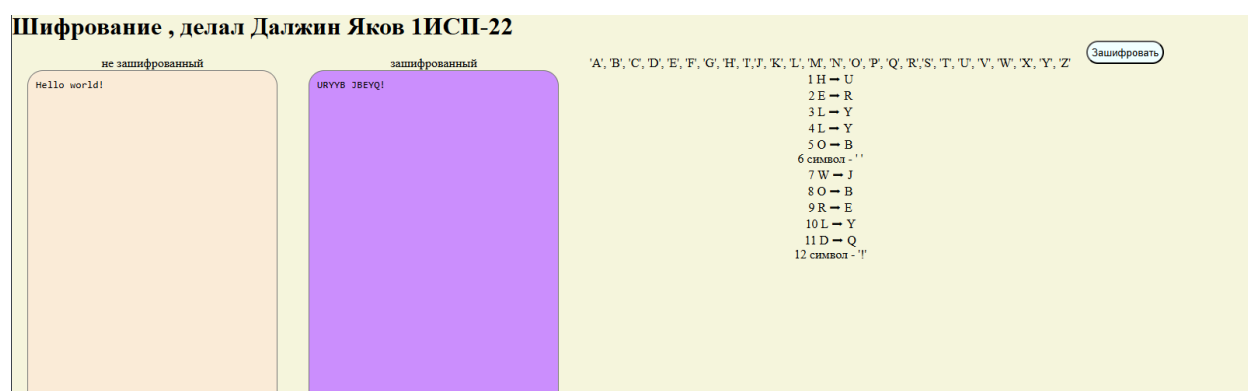 Шифрование , делал Далжин Яков 1ИСП-22
не зашифрованный
Hello world!
зашифрованный
URYYB JBEYQ!
'A', 'B', 'C', 'D', 'E', 'F', 'G', 'H', 'I','J', 'K', 'L', 'M', 'N', 'O', 'P', 'Q', 'R','S', 'T', 'U', 'V', 'W', 'X', 'Y', 'Z'
1 H ➞ U
2 E ➞ R
3 L ➞ Y
4 L ➞ Y
5 O ➞ B
6 символ - ' '
7 W ➞ J
8 O ➞ B
9 R ➞ E
10 L ➞ Y
11 D ➞ Q
12 символ - '!'
Зашифровать